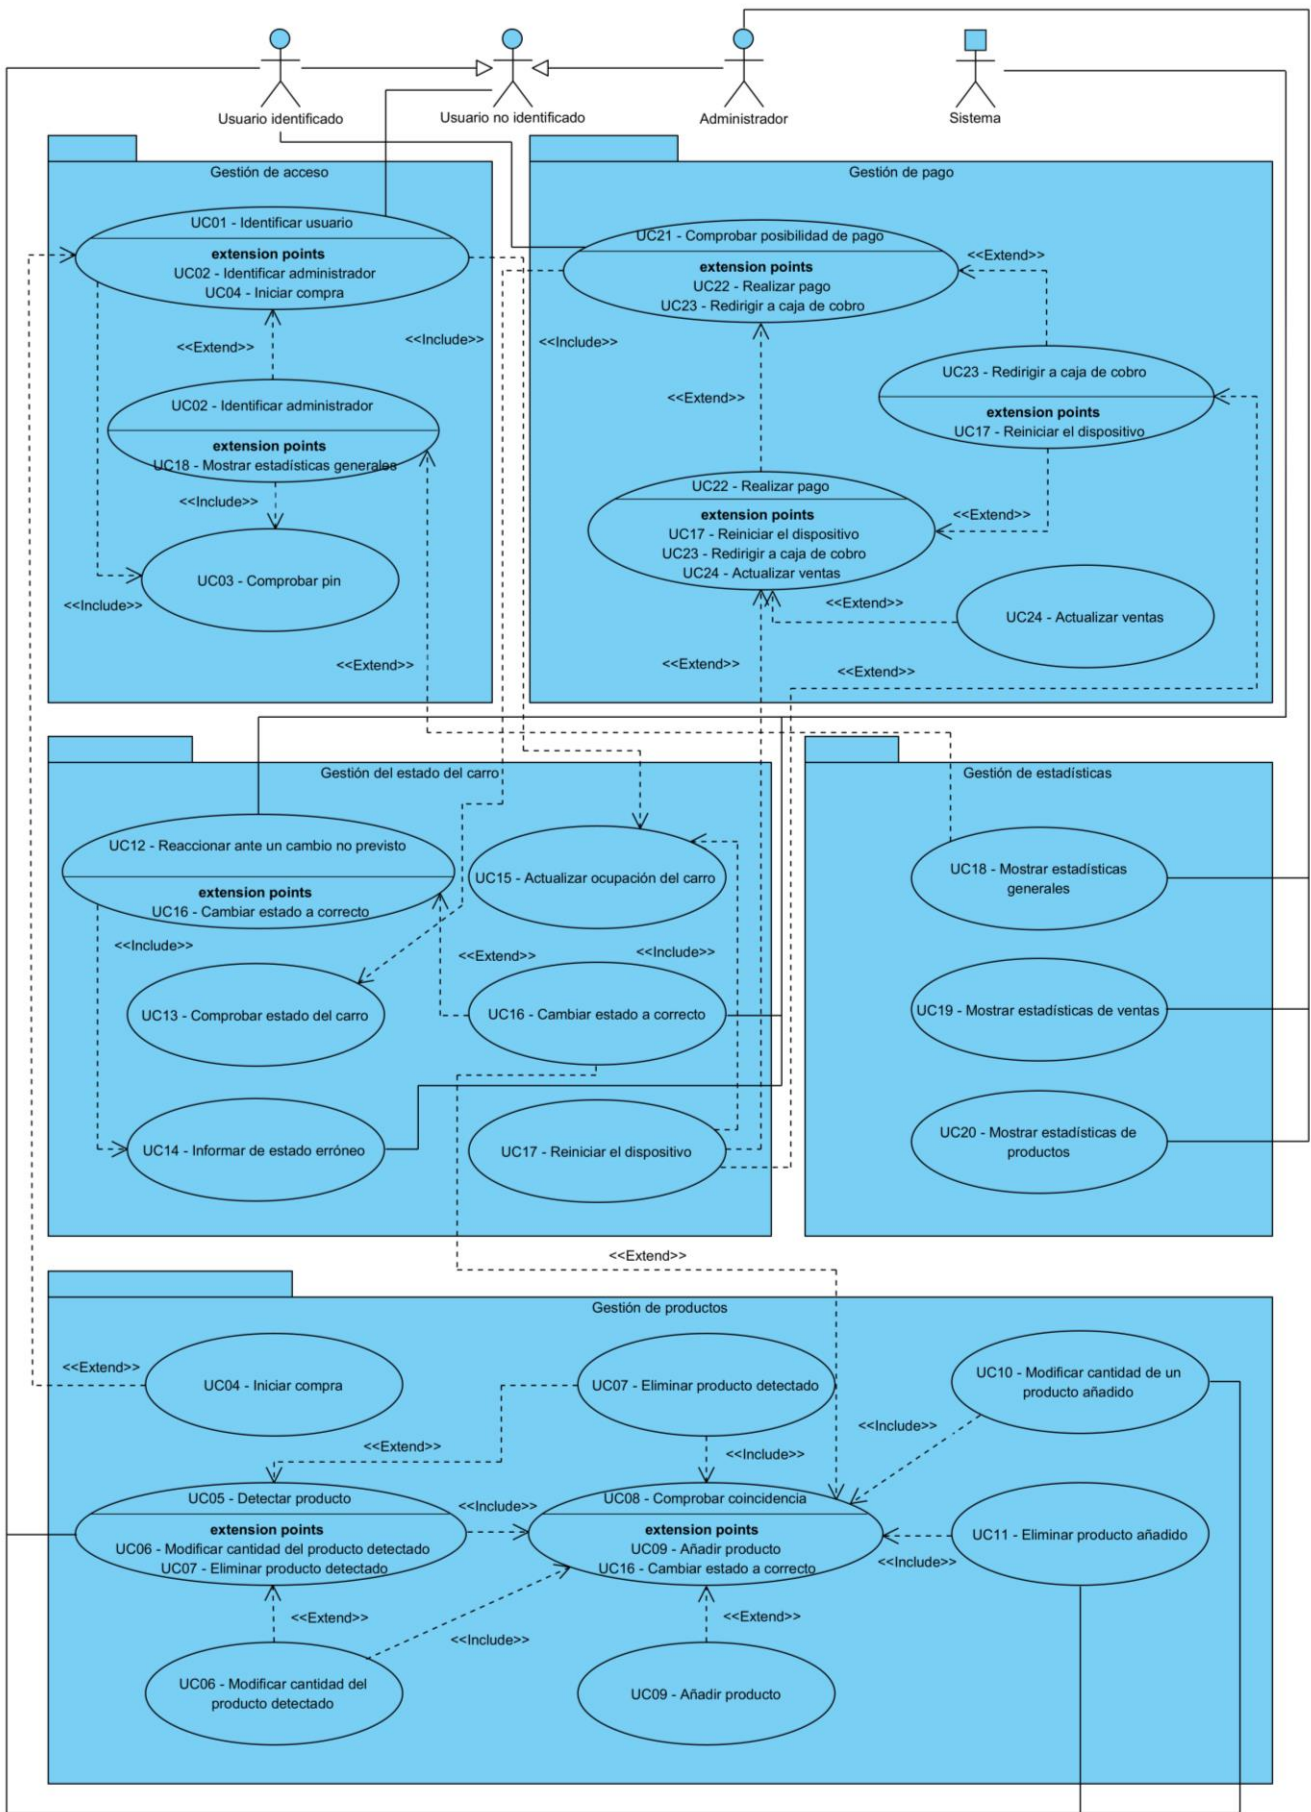 Usuario identificado
Usuario no identificado
Administrador
Sistema
Gestión de acceso
UC01 - Identificar usuario
extension points
UC02 - Identificar administrador
UC04 - Iniciar compra
<<Extend>>
<<Include>>
UC02 - Identificar administrador
extension points
UC18 - Mostrar estadísticas generales
<<Include>>
UC03 - Comprobar pin
<<Include>>
<<Extend>>
Gestión de pago
UC21 - Comprobar posibilidad de pago
extension points
UC22 - Realizar pago
UC23 - Redirigir a caja de cobro
<<Extend>>
<<Include>>
UC23 - Redirigir a caja de cobro
extension points
UC17 - Reiniciar el dispositivo
<<Extend>>
UC22 - Realizar pago
extension points
UC17 - Reiniciar el dispositivo
UC23 - Redirigir a caja de cobro
UC24 - Actualizar ventas
<<Extend>>
<<Extend>>
UC24 - Actualizar ventas
<<Extend>>
<<Extend>>
Gestión del estado del carro
UC12 - Reaccionar ante un cambio no previsto
extension points
UC16 - Cambiar estado a correcto
UC15 - Actualizar ocupación del carro
<<Include>>
<<Extend>>
<<Include>>
UC13 - Comprobar estado del carro
UC16 - Cambiar estado a correcto
UC14 - Informar de estado erróneo
UC17 - Reiniciar el dispositivo
Gestión de estadísticas
UC18 - Mostrar estadísticas
generales
UC19 - Mostrar estadísticas de ventas
UC20 - Mostrar estadísticas de
productos
<<Extend>>
Gestión de productos
<<Extend>>
UC04 - Iniciar compra
UC07 - Eliminar producto detectado
UC10 - Modificar cantidad de un
producto añadido
<<Extend>>
<<Include>>
<<Include>>
UC05 - Detectar producto
extension points
UC06 - Modificar cantidad del producto detectado
UC07 - Eliminar producto detectado
<<Include>>
UC08 - Comprobar coincidencia
extension points
UC09 - Añadir producto
UC16 - Cambiar estado a correcto
UC11 - Eliminar producto añadido
<<Include>>
<<Extend>>
<<Include>>
<<Extend>>
UC06 - Modificar cantidad del
producto detectado
UC09 - Añadir producto